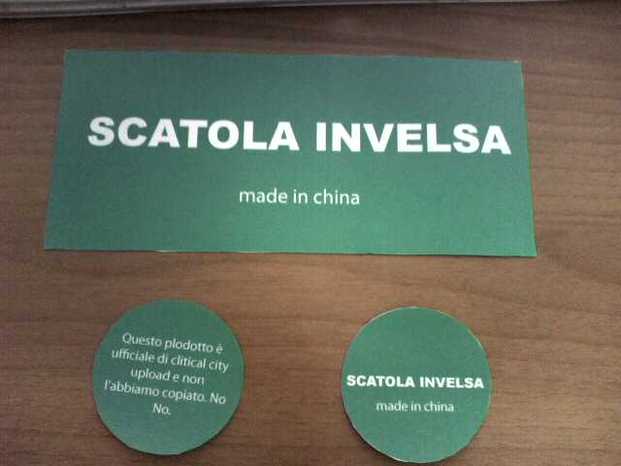 SCATOLA INVELSA
made in china
Questo plodotto è
ufficiale di clitical city
upload e non
l'abbiamo copiato. No
No.
SCATOLA INVELSA
made in china